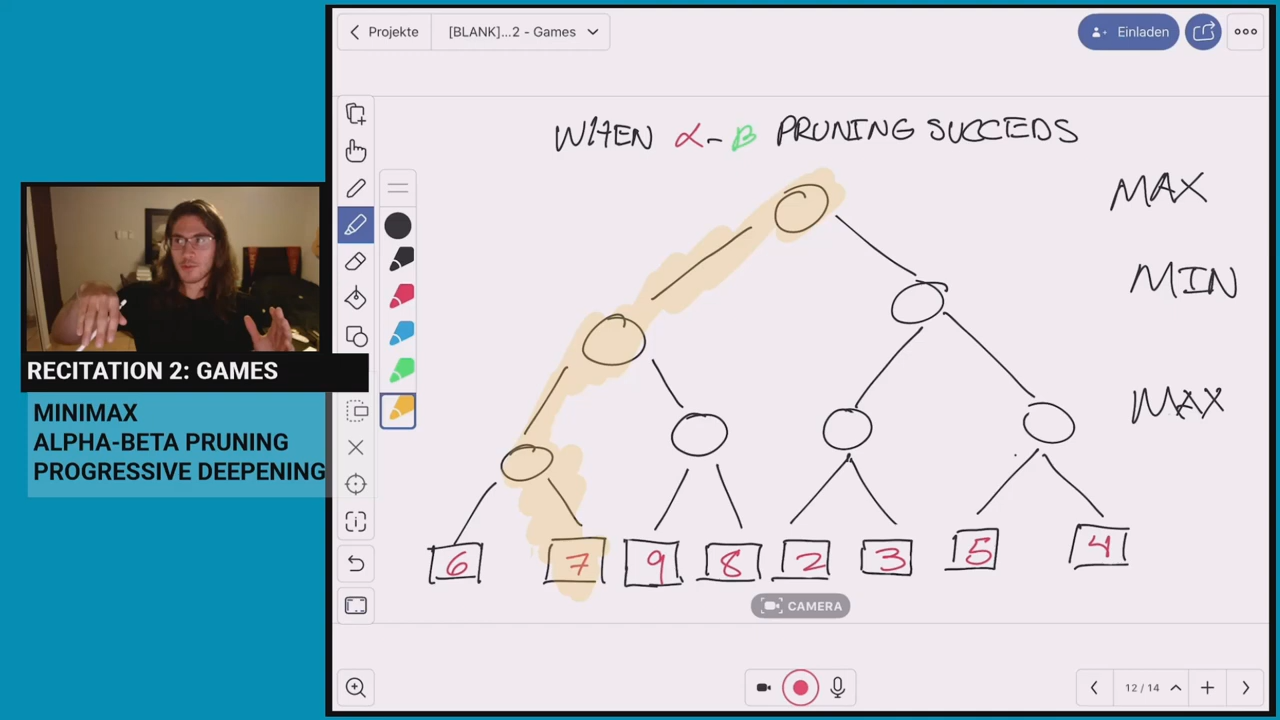 Projekte
[BLANK]...2 - Games
Einladen
WHEN α-β PRUNING SUCCEDS
MAX
MIN
MAX
6 7 9 8 2 3 5 4
RECITATION 2: GAMES
MINIMAX
ALPHA-BETA PRUNING
PROGRESSIVE DEEPENING
CAMERA
12 / 14